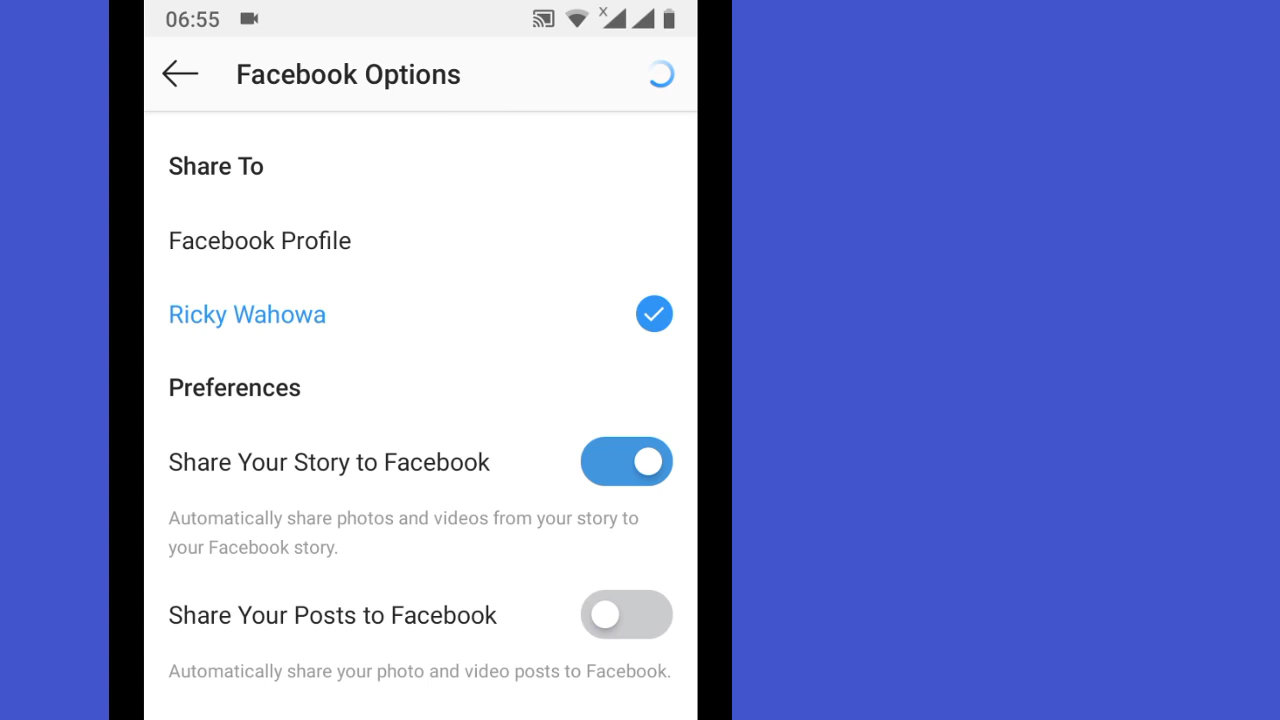 06:55
Facebook Options
Share To
Facebook Profile
Ricky Wahowa
Preferences
Share Your Story to Facebook
Automatically share photos and videos from your story to
your Facebook story.
Share Your Posts to Facebook
Automatically share your photo and video posts to Facebook.